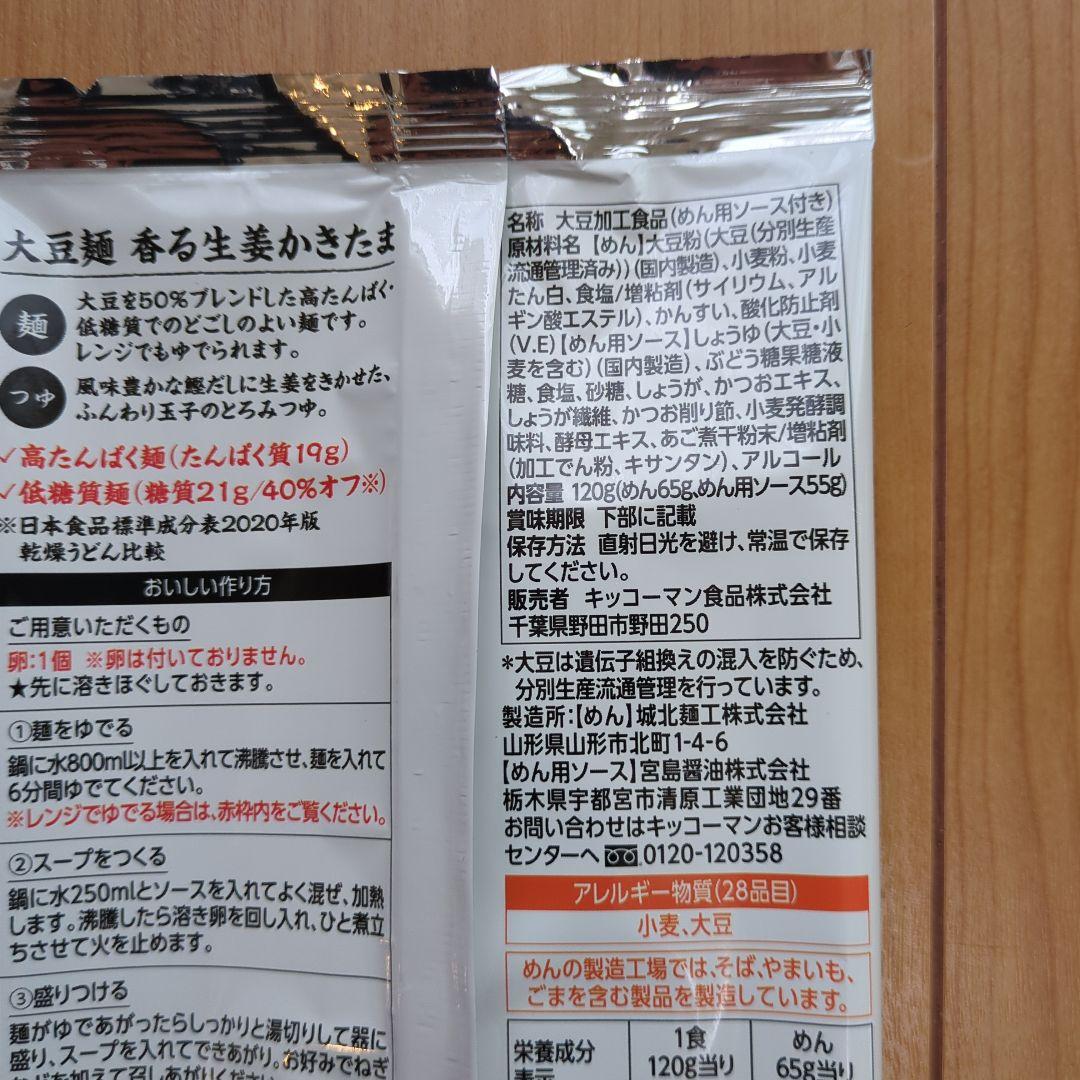 大豆麺 香る生姜かきたま
麺
大豆を50%ブレンドした高たんぱく・
低糖質でのどごしのよい麺です。
レンジでもゆでられます。
つゆ
風味豊かな鰹だしに生姜をきかせた、
ふんわり玉子のとろみつゆ。
✓高たんぱく麺(たんぱく質19g)
✓低糖質麺(糖質21g/40%オフ※)
※日本食品標準成分表2020年版
乾燥うどん比較
おいしい作り方
ご用意いただくもの
卵:1個 ※卵は付いておりません。
★先に溶きほぐしておきます。
①麺をゆでる
鍋に水800ml以上を入れて沸騰させ、麺を入れて
6分間ゆでてください。
※レンジでゆでる場合は、赤枠内をご覧ください。
②スープをつくる
鍋に水250mlとソースを入れてよく混ぜ、加熱
します。沸騰したら溶き卵を回し入れ、ひと煮立
ちさせて火を止めます。
③盛りつける
麺がゆであがったらしっかりと湯切りして器に
盛り、スープを入れてできあがり。お好みでねぎ
などを加えて召しあがりください
名称 大豆加工食品(めん用ソース付き)
原材料名 【めん】大豆粉(大豆(分別生産
流通管理済み))(国内製造)、小麦粉、小麦
たん白、食塩/増粘剤(サイリウム、アル
ギン酸エステル)、かんすい、酸化防止剤
(V.E)【めん用ソース】しょうゆ(大豆・小
麦を含む)(国内製造)、ぶどう糖果糖液
糖、食塩、砂糖、しょうが、かつおエキス、
しょうが繊維、かつお削り節、小麦発酵調
味料、酵母エキス、あご煮干粉末/増粘剤
(加工でん粉、キサンタン)、アルコール
内容量 120g(めん65g、めん用ソース55g)
賞味期限 下部に記載
保存方法 直射日光を避け、常温で保存
してください。
販売者 キッコーマン食品株式会社
千葉県野田市野田250
*大豆は遺伝子組換えの混入を防ぐため、
分別生産流通管理を行っています。
製造所:【めん】城北麺工株式会社
山形県山形市北町1-4-6
【めん用ソース】宮島醤油株式会社
栃木県宇都宮市清原工業団地29番
お問い合わせはキッコーマンお客様相談
センターへ 0120-120358
アレルギー物質(28品目)
小麦、大豆
めんの製造工場では、そば、やまいも、
ごまを含む製品を製造しています。
栄養成分
表示
1食
120g当り
めん
65g当り